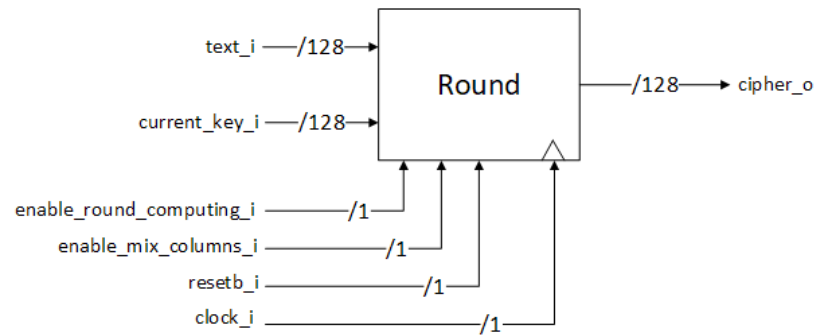 text_i /128
Round
/128 cipher_o
current_key_i /128
enable_round_computing_i /1
enable_mix_columns_i /1
resetb_i /1
clock_i /1